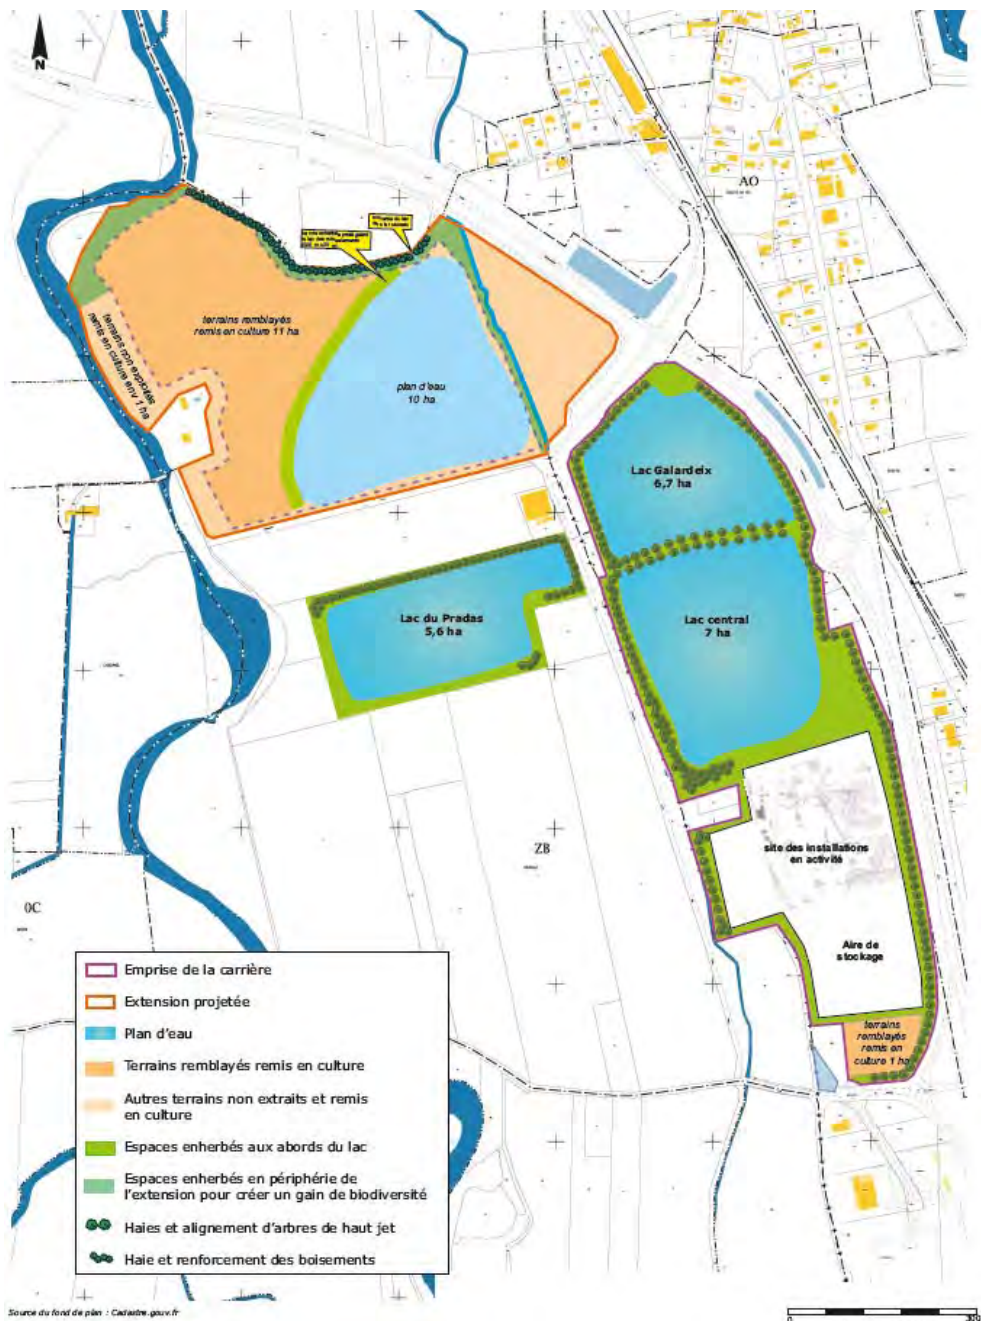 N
AO
terrains remblayés
remis en culture 11 ha
terrains non exploités
remis en culture env 1 ha
plan d'eau
10 ha
Lac Galardeix
6,7 ha
Lac du Pradas
5,6 ha
Lac central
7 ha
ZB
site des installations
en activité
0C
Aire de
stockage
terrains
remblayés
remis en
culture 1 ha
Emprise de la carrière
Extension projetée
Plan d'eau
Terrains remblayés remis en culture
Autres terrains non extraits et remis
en culture
Espaces enherbés aux abords du lac
Espaces enherbés en périphérie de
l'extension pour créer un gain de biodiversité
Haies et alignement d'arbres de haut jet
Haie et renforcement des boisements
Source du fond de plan : Cadastre.gouv.fr
0